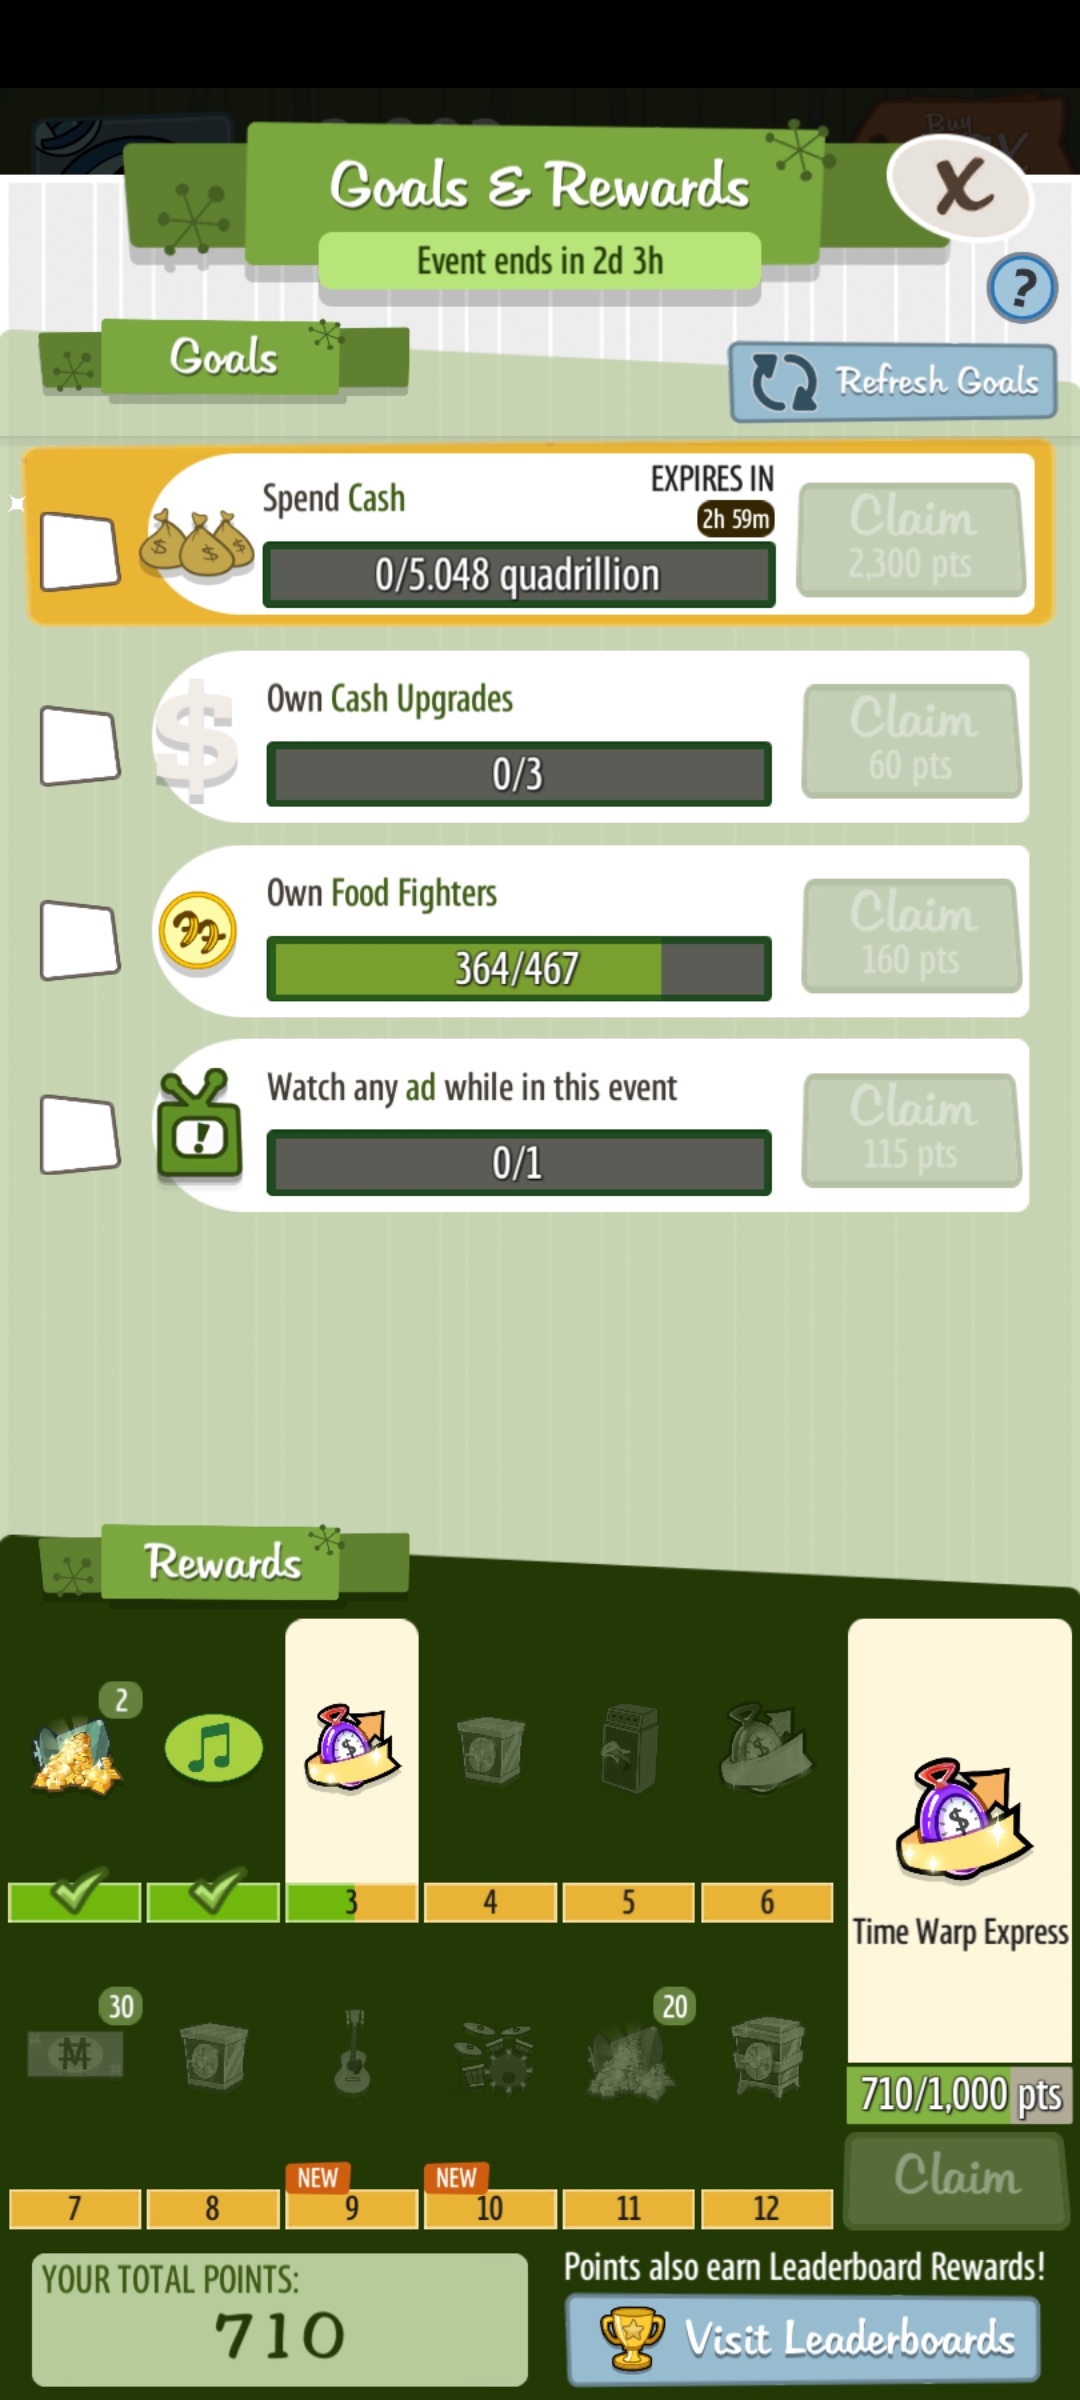 Buy
Goals & Rewards
X
Event ends in 2d 3h
?
Goals
Refresh Goals
Spend Cash
EXPIRES IN
2h 59m
0/5.048 quadrillion
Claim
2,300 pts
Own Cash Upgrades
0/3
Claim
60 pts
Own Food Fighters
364/467
Claim
160 pts
Watch any ad while in this event
0/1
Claim
115 pts
Rewards
2
3
4
5
6
Time Warp Express
30
20
710/1,000 pts
NEW
NEW
7
8
9
10
11
12
Claim
YOUR TOTAL POINTS:
710
Points also earn Leaderboard Rewards!
Visit Leaderboards